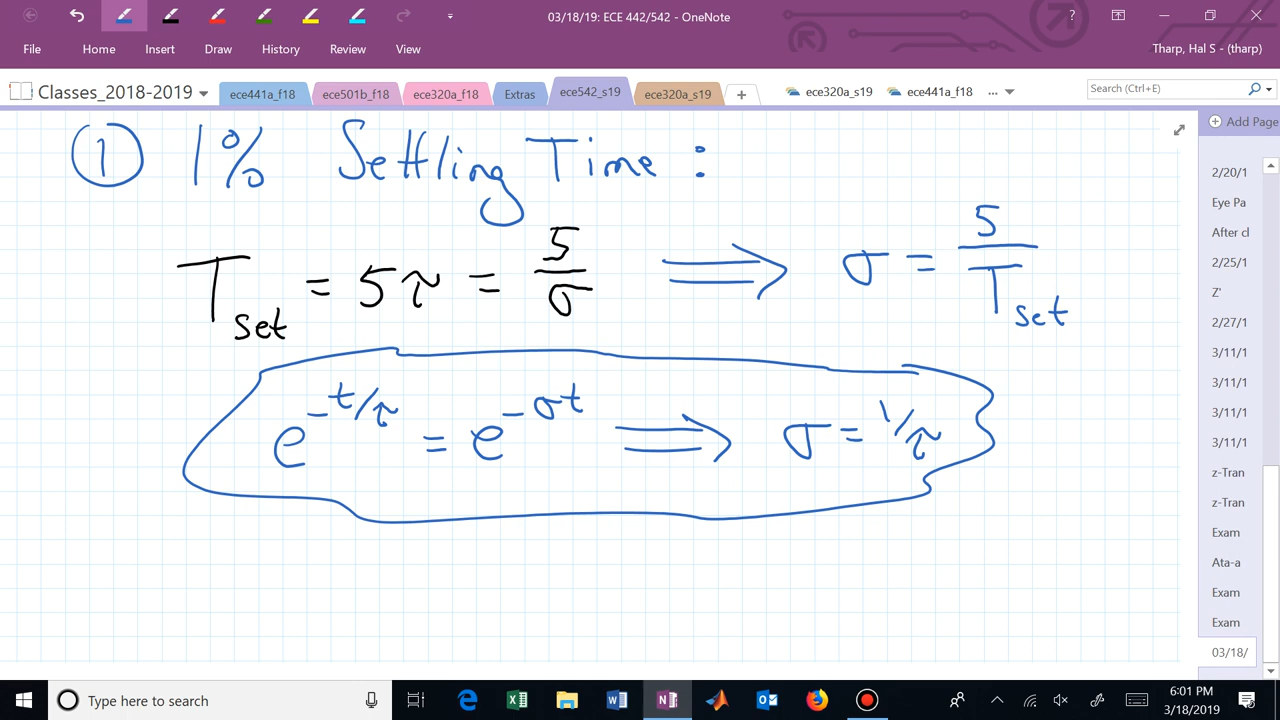 03/18/19: ECE 442/542 - OneNote
File Home Insert Draw History Review View
Tharp, Hal S - (tharp)
Classes_2018-2019 ece441a_f18 ece501b_f18 ece320a_f18 Extras ece542_s19 ece320a_s19 ece320a_s19 ece441a_f18 ...
Search (Ctrl+E)
Add Page
① 1% Settling Time :
T_set = 5τ = 5/σ ⟹ σ = 5/T_set
e^(-t/τ) = e^(-σt) ⟹ σ = 1/τ
2/20/1
Eye Pa
After cl
2/25/1
Z'
2/27/1
3/11/1
3/11/1
3/11/1
3/11/1
z-Tran
z-Tran
Exam
Ata-a
Exam
Exam
03/18/
Type here to search
6:01 PM
3/18/2019